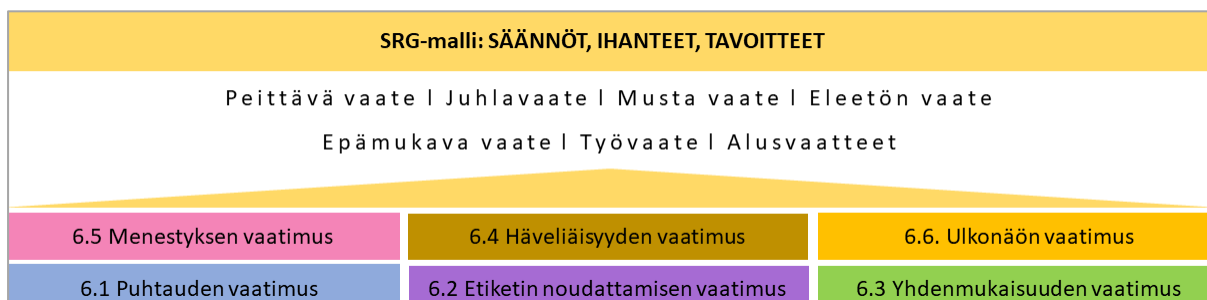 SRG-malli: SÄÄNNÖT, IHANTEET, TAVOITTEET
Peittävä vaate | Juhlavaate | Musta vaate | Eleetön vaate
Epämukava vaate | Työvaate | Alusvaatteet
6.5 Menestyksen vaatimus
6.4 Häveliäisyyden vaatimus
6.6. Ulkonäön vaatimus
6.1 Puhtauden vaatimus
6.2 Etiketin noudattamisen vaatimus
6.3 Yhdenmukaisuuden vaatimus